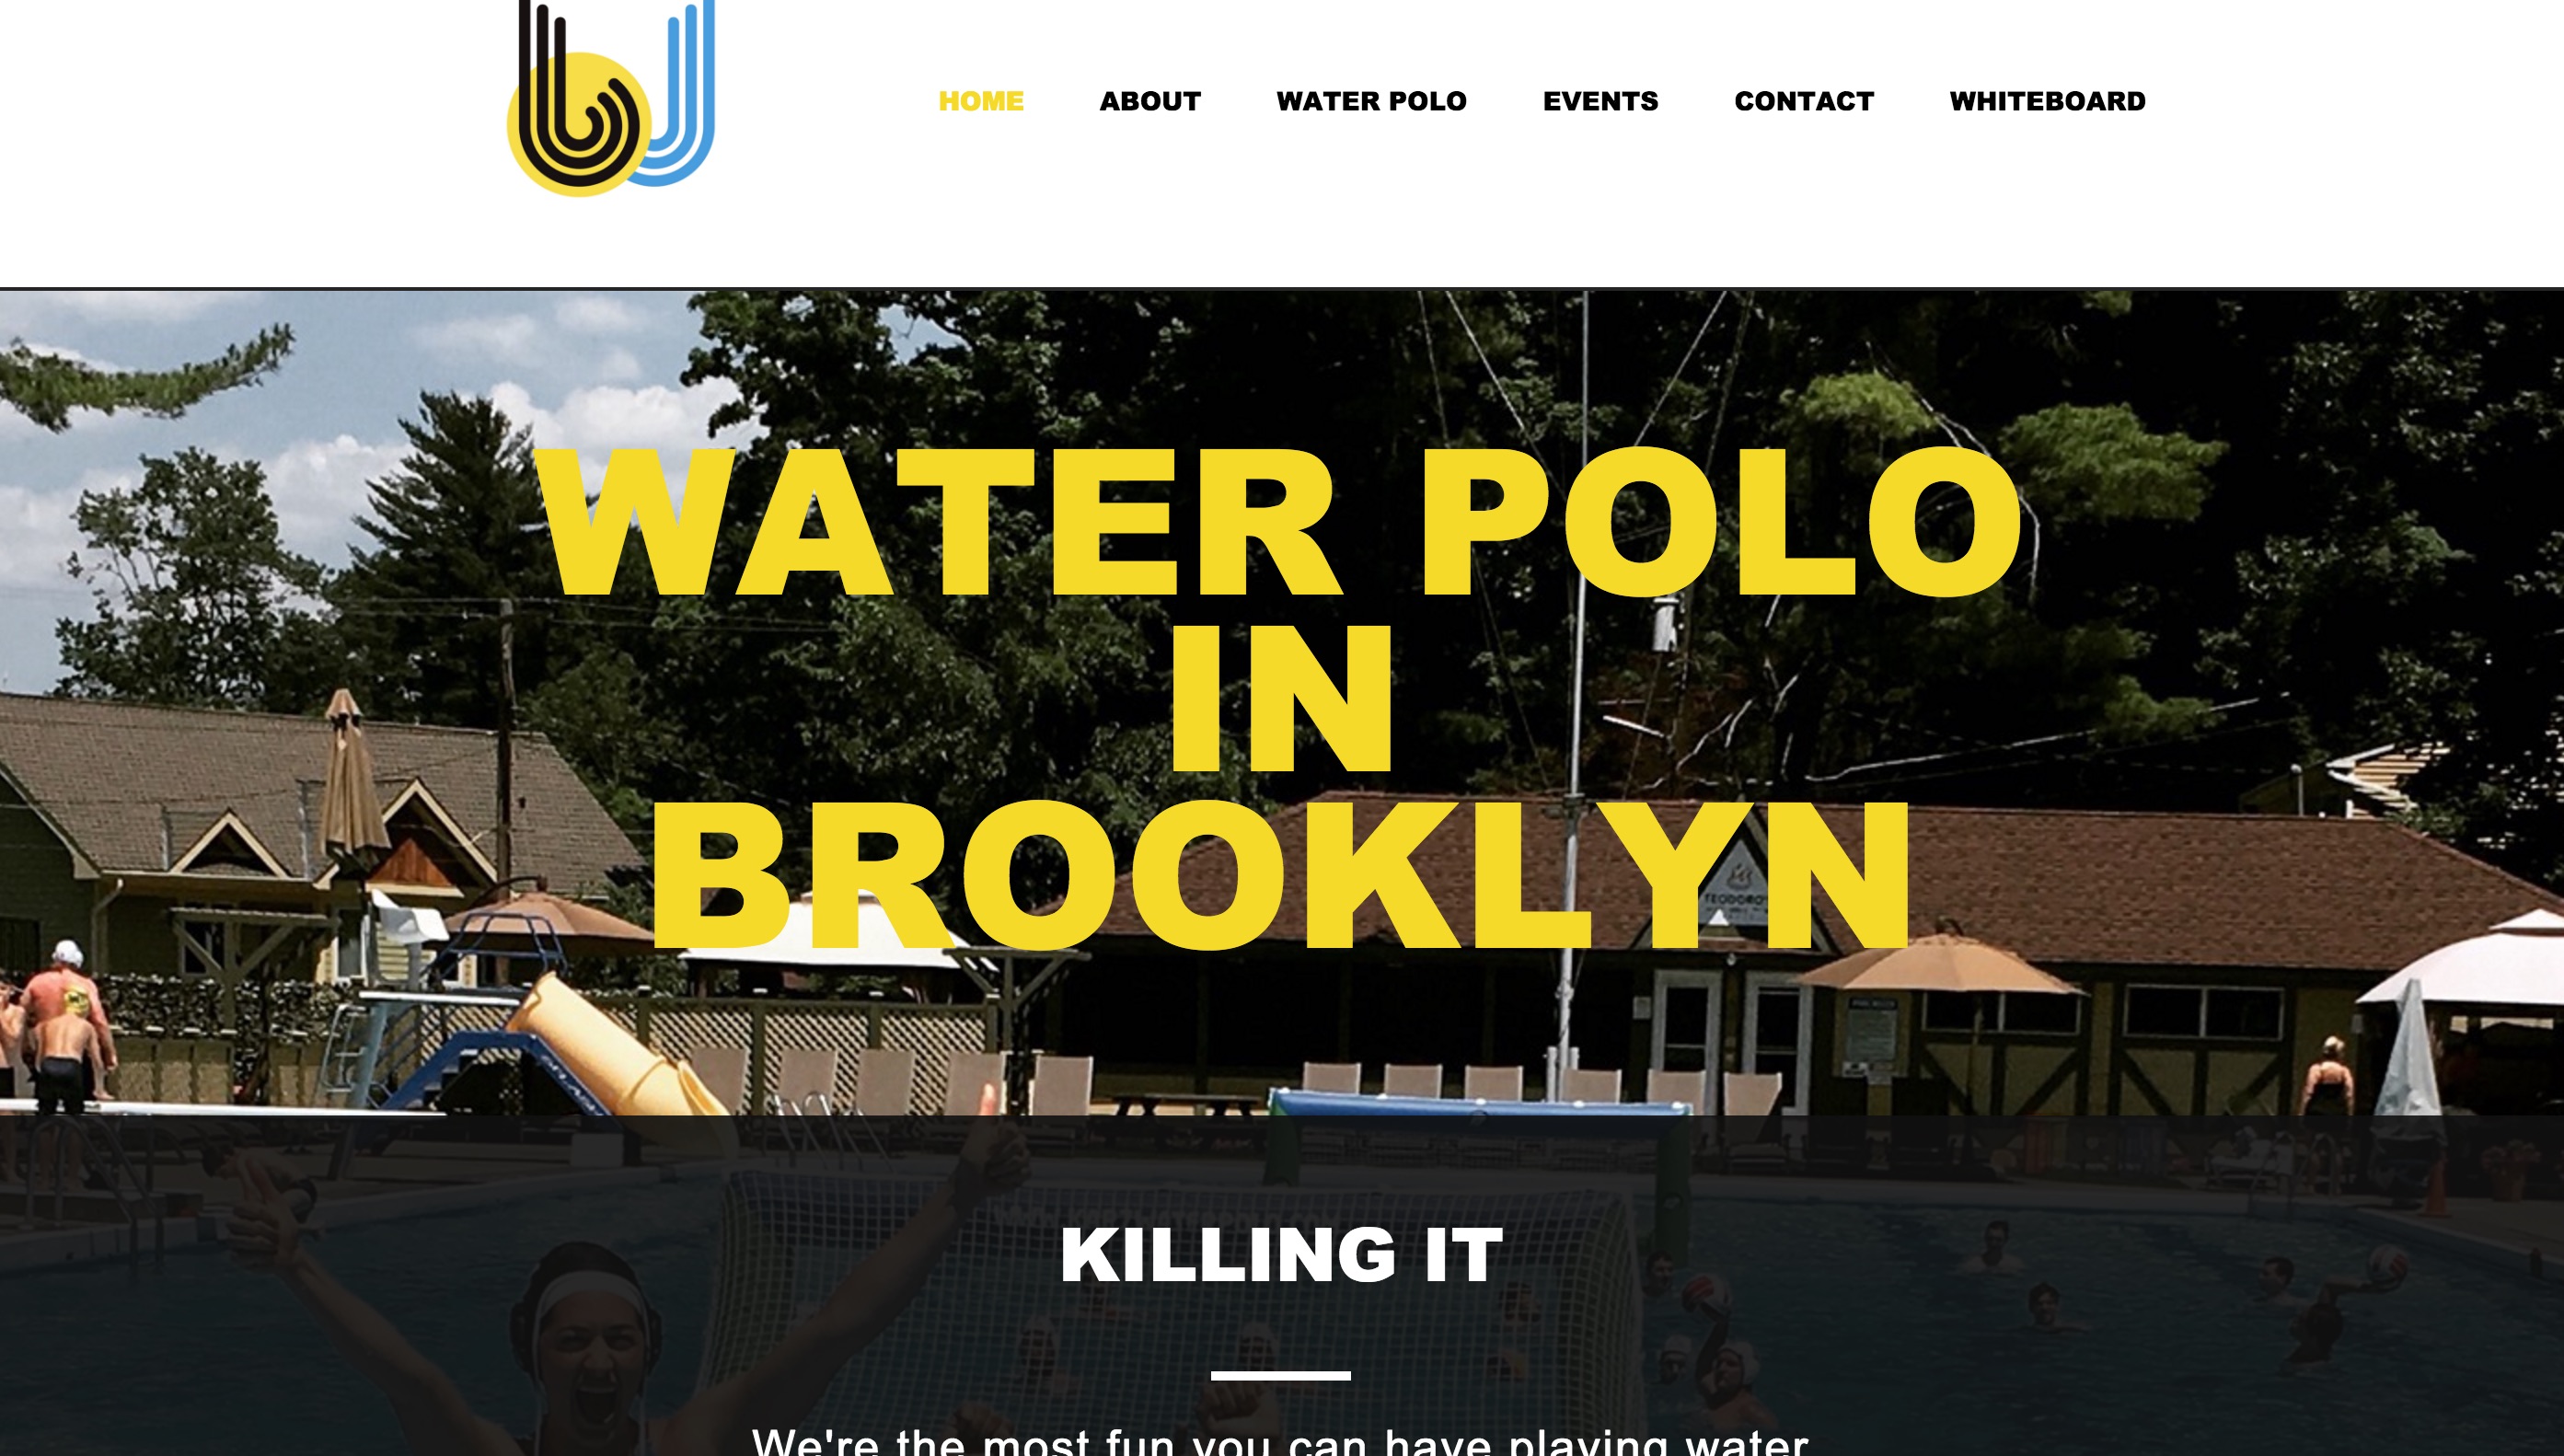 HOME ABOUT WATER POLO EVENTS CONTACT WHITEBOARD
WATER POLO
IN
BROOKLYN
TEODORO'S
KILLING IT
We're the most fun you can have playing water